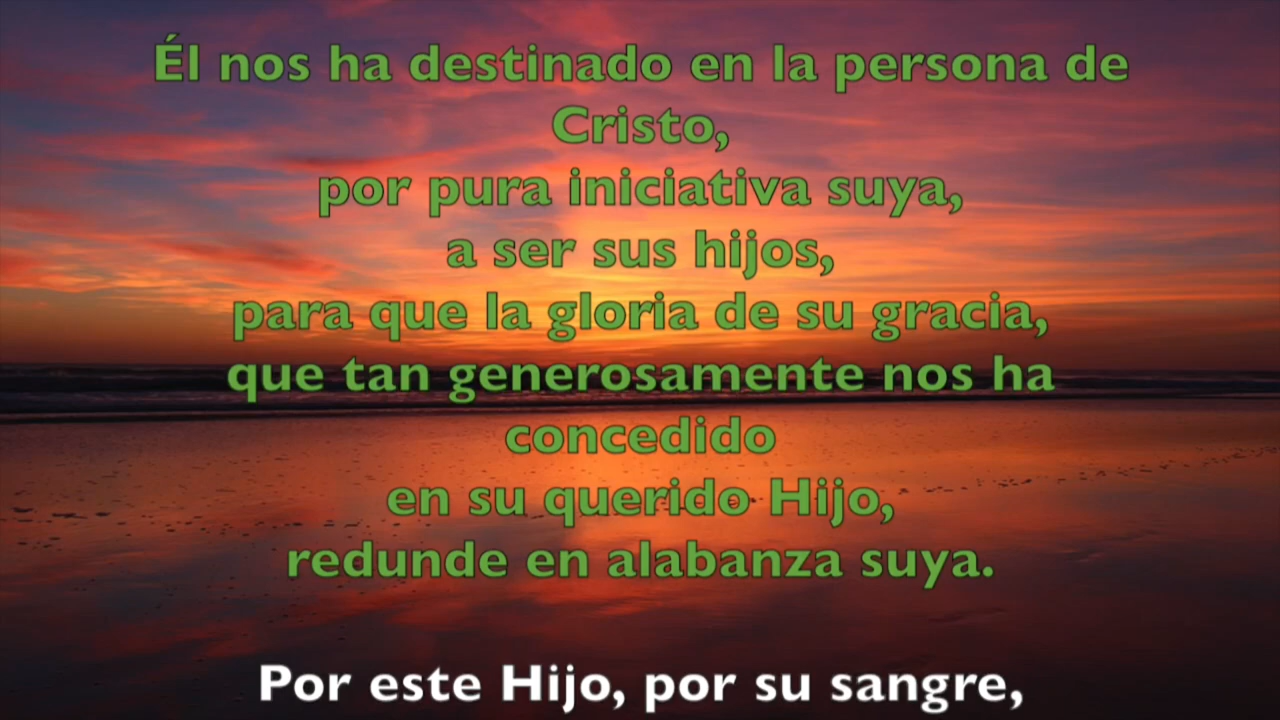 Él nos ha destinado en la persona de
Cristo,
por pura iniciativa suya,
a ser sus hijos,
para que la gloria de su gracia,
que tan generosamente nos ha
concedido
en su querido Hijo,
redunde en alabanza suya.
Por este Hijo, por su sangre,